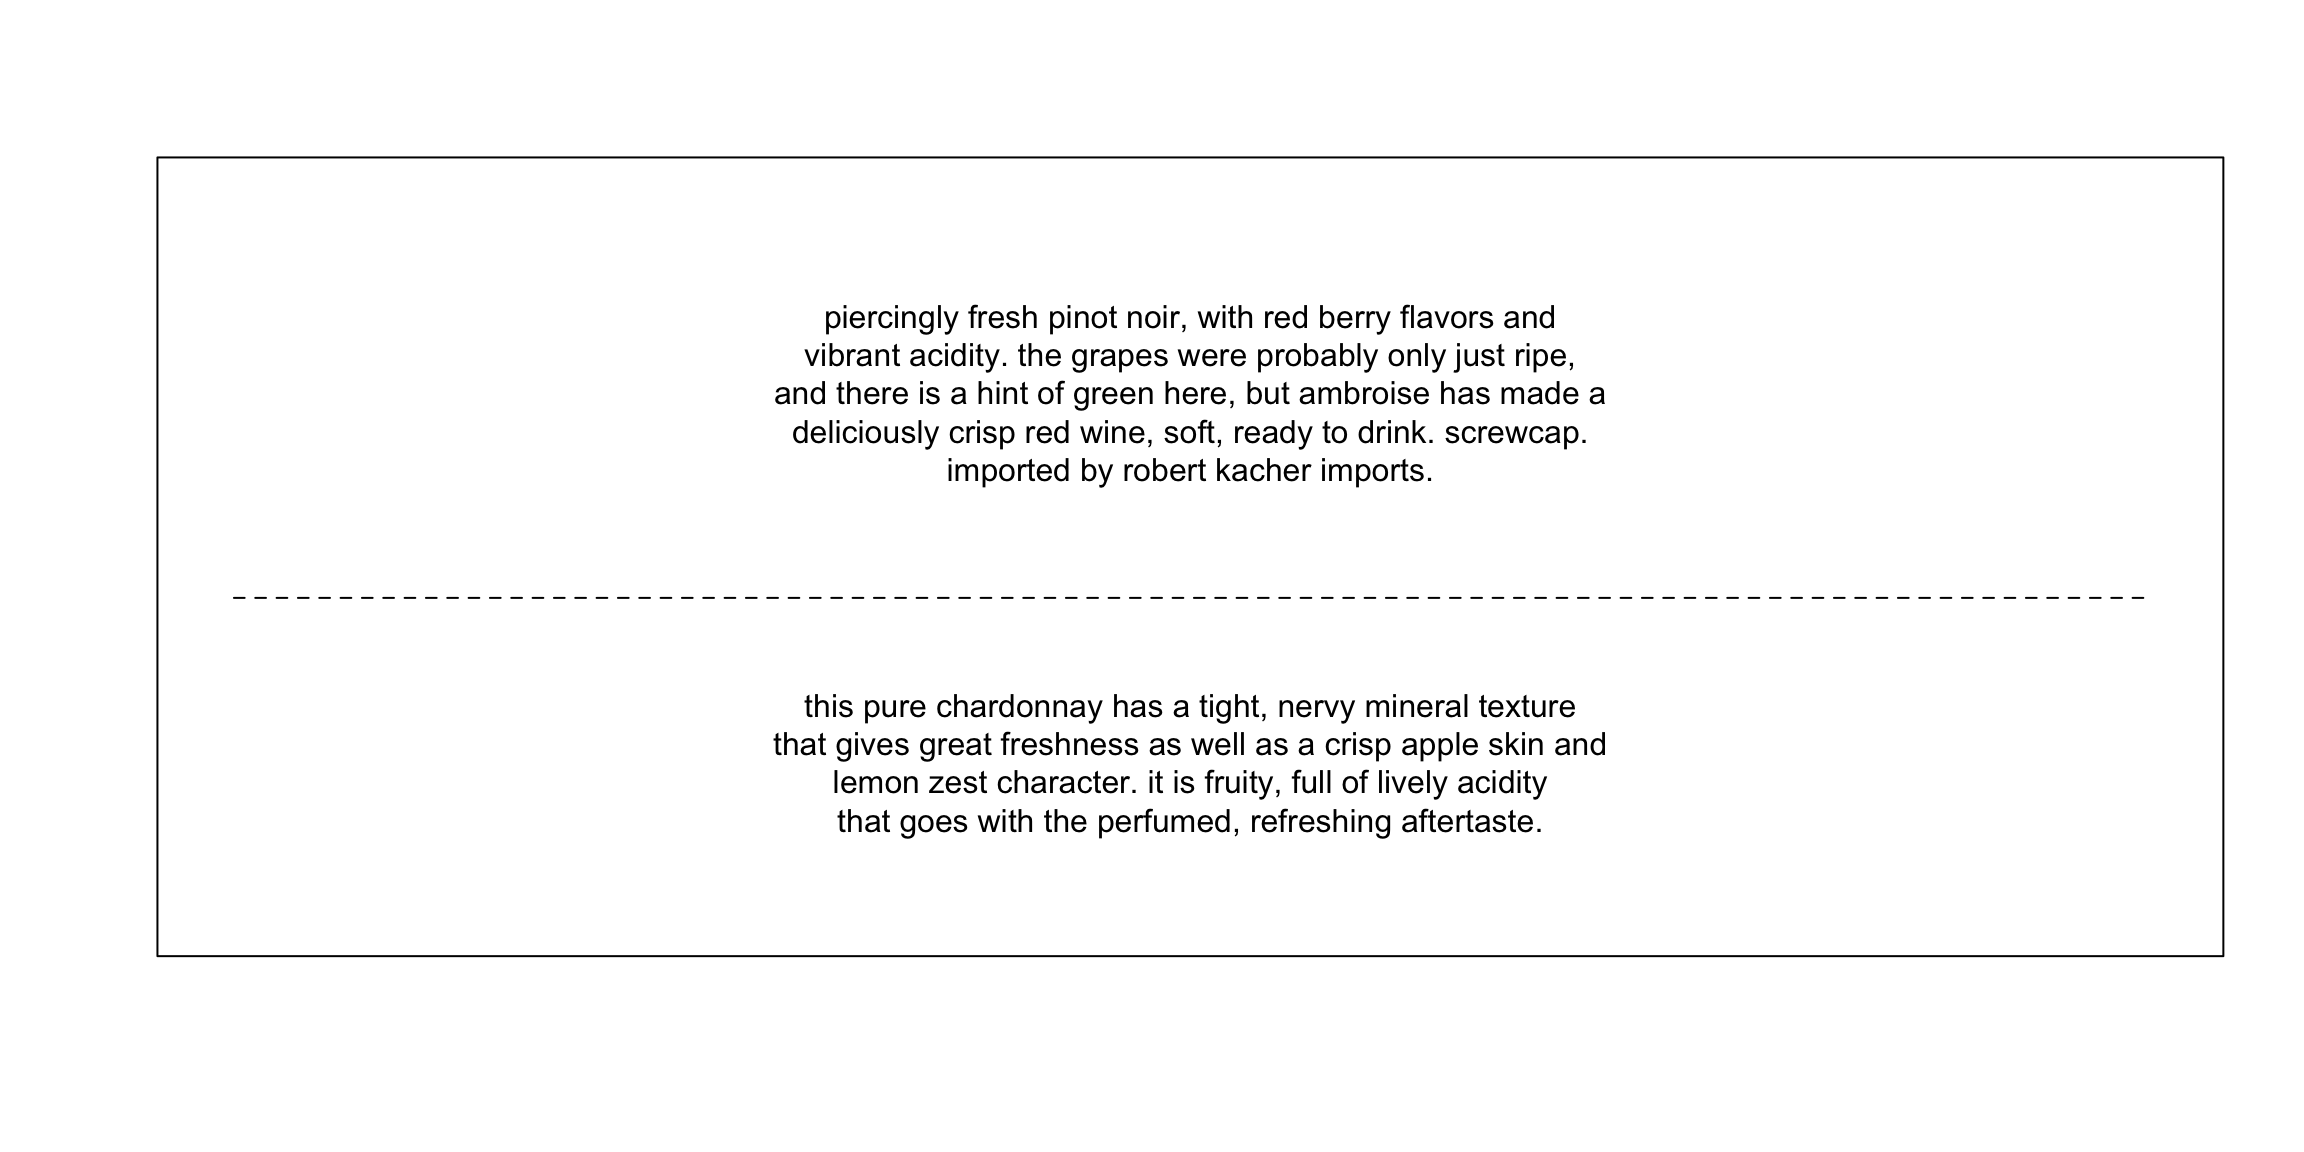 piercingly fresh pinot noir, with red berry flavors and
vibrant acidity. the grapes were probably only just ripe,
and there is a hint of green here, but ambroise has made a
deliciously crisp red wine, soft, ready to drink. screwcap.
imported by robert kacher imports.
this pure chardonnay has a tight, nervy mineral texture
that gives great freshness as well as a crisp apple skin and
lemon zest character. it is fruity, full of lively acidity
that goes with the perfumed, refreshing aftertaste.